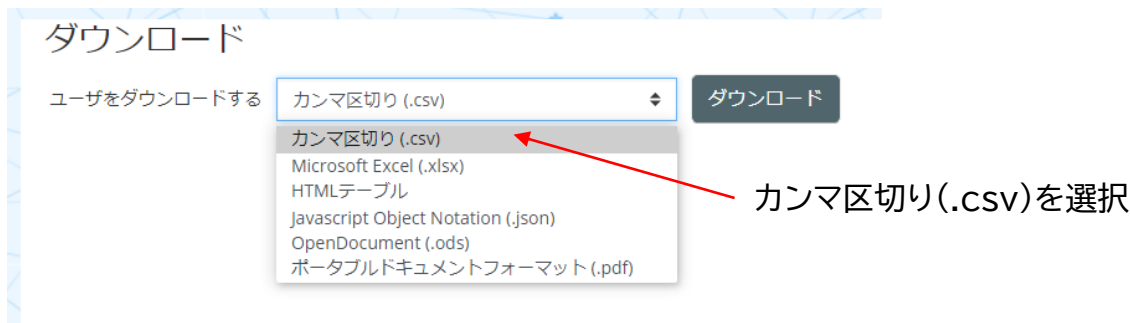 ダウンロード
ユーザをダウンロードする カンマ区切り (.csv) ダウンロード
カンマ区切り (.csv)
Microsoft Excel (.xlsx)
HTMLテーブル
Javascript Object Notation (.json)
OpenDocument (.ods)
ポータブルドキュメントフォーマット (.pdf)
カンマ区切り(.csv)を選択